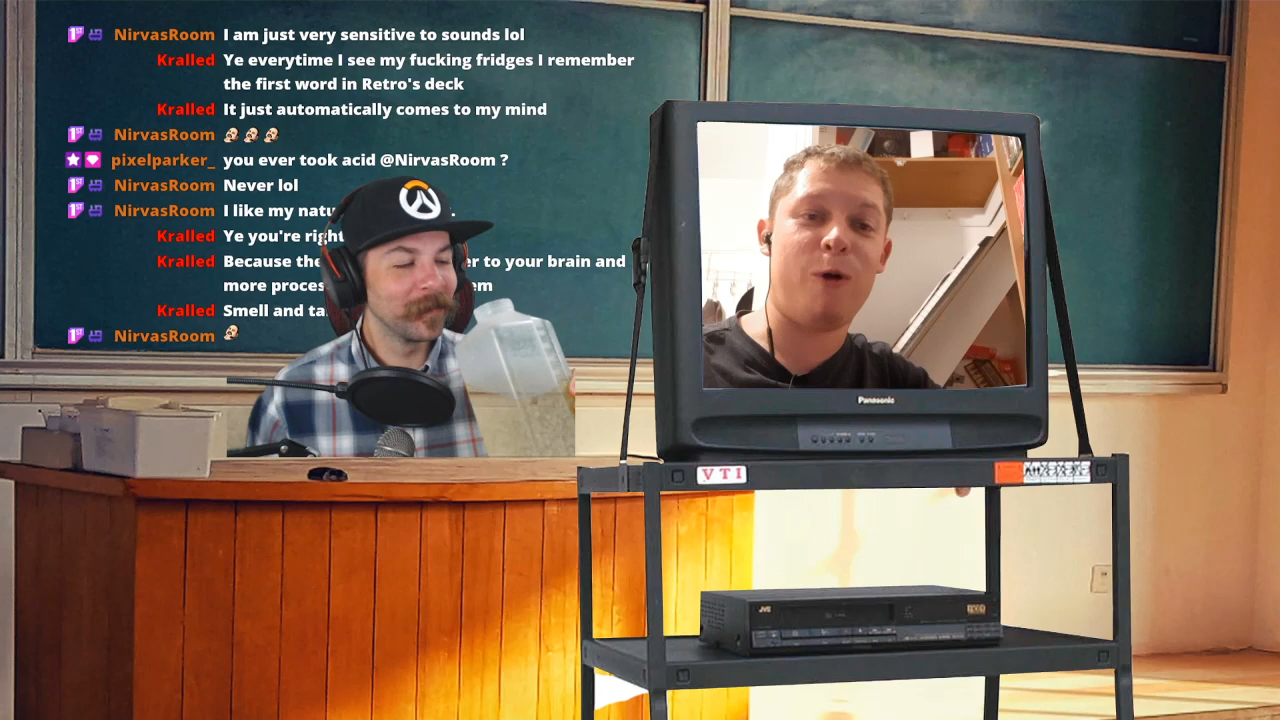 NirvasRoom I am just very sensitive to sounds lol
Kralled Ye everytime I see my fucking fridges I remember
the first word in Retro's deck
Kralled It just automatically comes to my mind
NirvasRoom
pixelparker_ you ever took acid @NirvasRoom ?
NirvasRoom Never lol
NirvasRoom I like my natu
Kralled Ye you're right
Kralled Because the er to your brain and
more proces em
Kralled Smell and ta
NirvasRoom
Panasonic
VTI
JVC